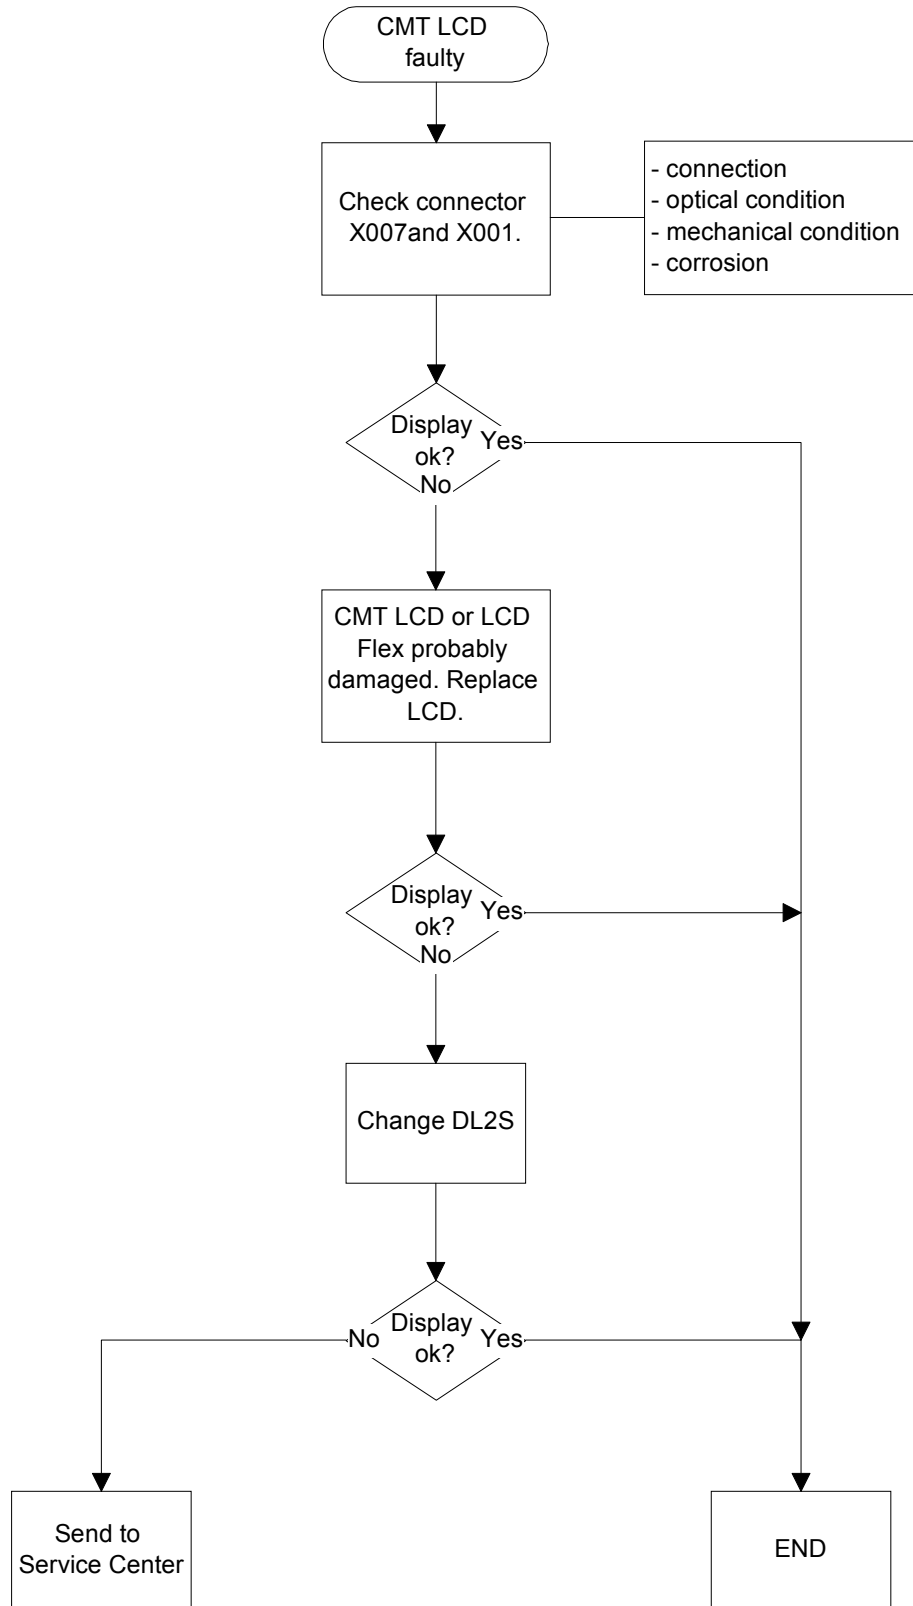 CMT LCD
faulty
Check connector
X007and X001.
- connection
- optical condition
- mechanical condition
- corrosion
Display
ok?
Yes
No
CMT LCD or LCD
Flex probably
damaged. Replace
LCD.
Display
ok?
Yes
No
Change DL2S
No
Display
ok?
Yes
Send to
Service Center
END